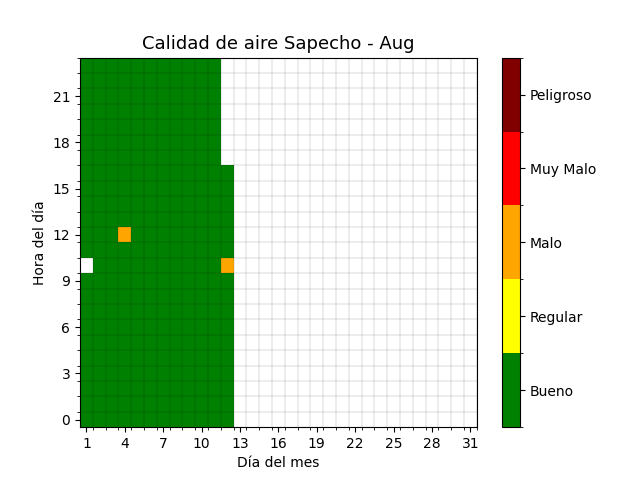 Calidad de aire Sapecho - Aug
Hora del día
21
18
15
12
9
6
3
0
1 4 7 10 13 16 19 22 25 28 31
Día del mes
Peligroso
Muy Malo
Malo
Regular
Bueno